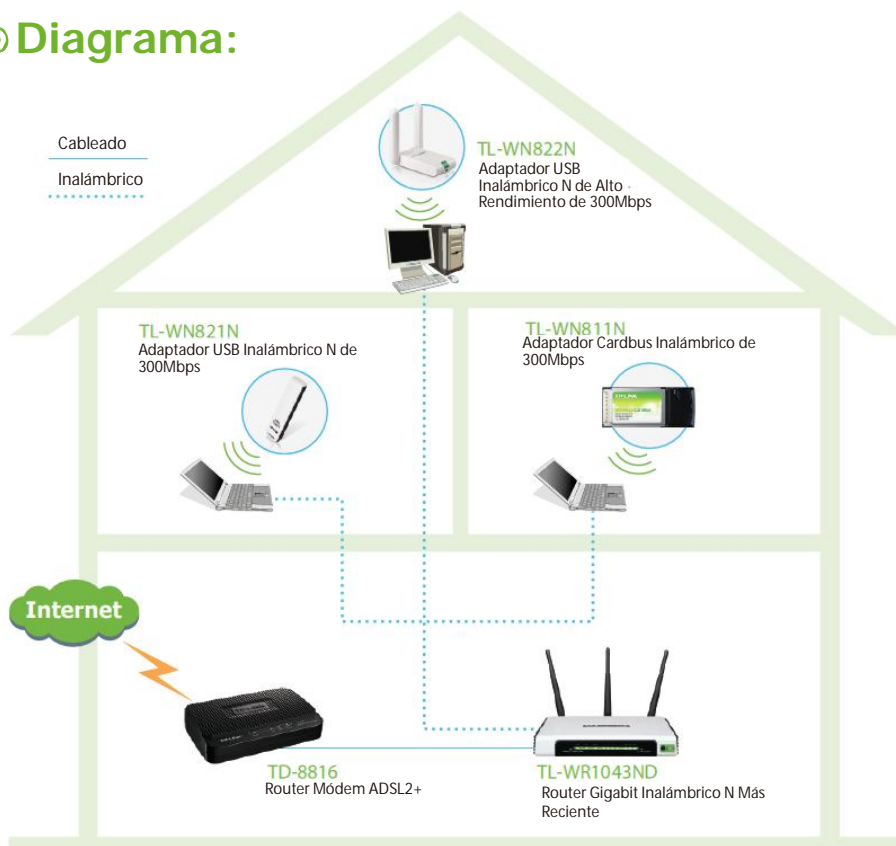 Diagrama:
Cableado
Inalámbrico
TL-WN822N
Adaptador USB
Inalámbrico N de Alto
Rendimiento de 300Mbps
TL-WN821N
Adaptador USB Inalámbrico N de
300Mbps
TL-WN811N
Adaptador Cardbus Inalámbrico de
300Mbps
TP-LINK
Internet
TD-8816
Router Módem ADSL2+
TL-WR1043ND
Router Gigabit Inalámbrico N Más
Reciente